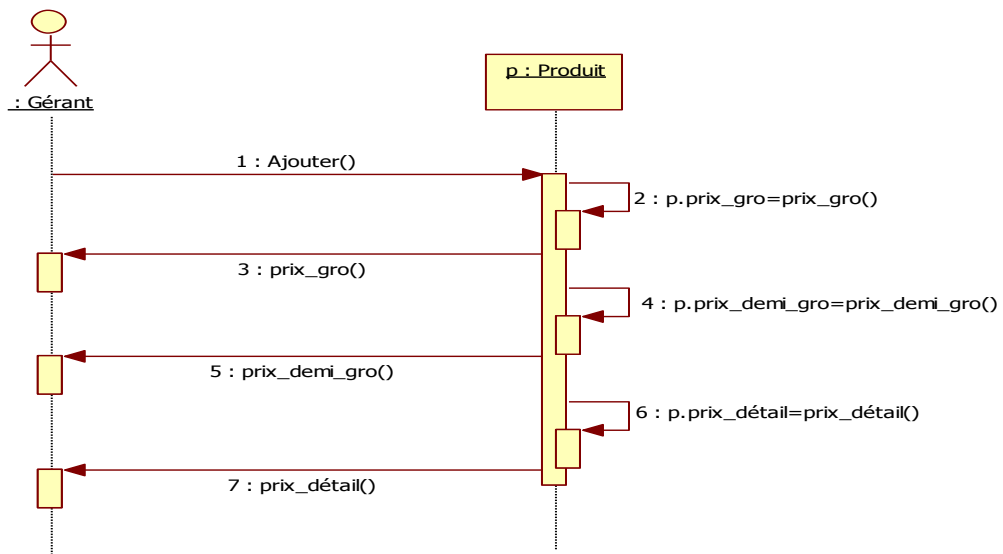 : Gérant
p : Produit
1 : Ajouter()
2 : p.prix_gro=prix_gro()
3 : prix_gro()
4 : p.prix_demi_gro=prix_demi_gro()
5 : prix_demi_gro()
6 : p.prix_détail=prix_détail()
7 : prix_détail()